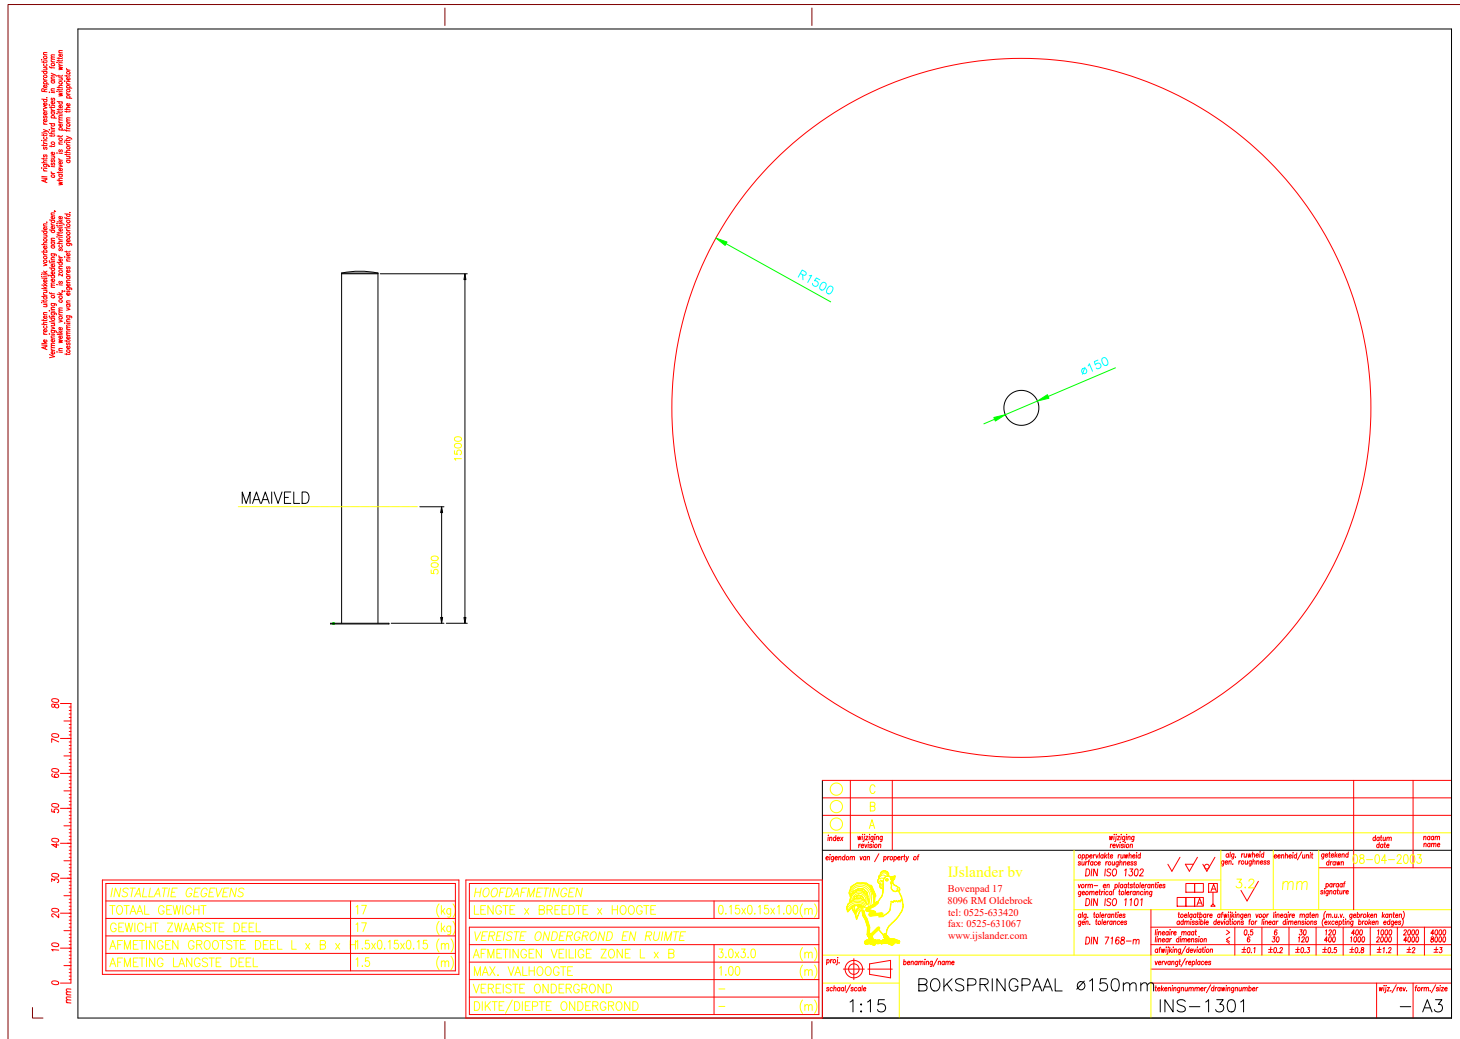 All rights strictly reserved. Reproduction
or issue to third parties in any form
whatever is not permitted without written
authority from the proprietor
Alle rechten uitdrukkelijk voorbehouden.
Vermenigvuldiging of mededeling aan derden,
in welke vorm ook, is zonder schriftelijke
toestemming van eigenares niet geoorloofd.
R1500
ø150
1500
MAAIVELD
500
80
70
60
50
40
30
20
10
0
mm
INSTALLATIE GEGEVENS
TOTAAL GEWICHT 17 (kg)
GEWICHT ZWAARSTE DEEL 17 (kg)
AFMETINGEN GROOTSTE DEEL L x B x H 1.5x0.15x0.15 (m)
AFMETING LANGSTE DEEL 1.5 (m)
HOOFDAFMETINGEN
LENGTE x BREEDTE x HOOGTE 0.15x0.15x1.00(m)
VEREISTE ONDERGROND EN RUIMTE
AFMETINGEN VEILIGE ZONE L x B 3.0x3.0 (m)
MAX. VALHOOGTE 1.00 (m)
VEREISTE ONDERGROND –
DIKTE/DIEPTE ONDERGROND – (m)
C
B
A
index wijziging wijziging datum naam
revision revision date name
eigendom van / property of
IJslander bv
Bovenpad 17
8096 RM Oldebroek
tel: 0525-633420
fax: 0525-631067
www.ijslander.com
oppervlakte ruwheid
surface roughness
DIN ISO 1302
alg. ruwheid
gen. roughness
3,2
eenheid/unit
mm
getekend
drawn
08-04-2003
paraaf
signature
vorm- en plaatstoleranties
geometrical tolerancing
DIN ISO 1101
A
A
alg. toleranties
gen. tolerances
DIN 7168-m
toelaatbare afwijkingen voor lineaire maten (m.u.v. gebroken kanten)
admissible deviations for linear dimensions (excepting broken edges)
lineaire maat > 0,5 6 30 120 400 1000 2000 4000
linear dimension ≤ 6 30 120 400 1000 2000 4000 8000
afwijking/deviation ±0.1 ±0.2 ±0.3 ±0.5 ±0.8 ±1.2 ±2 ±3
proj.
benaming/name
BOKSPRINGPAAL ø150mm
vervangt/replaces
schaal/scale
1:15
tekeningnummer/drawingnumber
INS-1301
wijz./rev.
–
form./size
A3